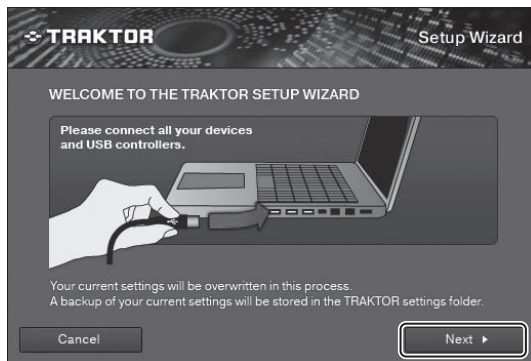 TRAKTOR
Setup Wizard
WELCOME TO THE TRAKTOR SETUP WIZARD
Please connect all your devices
and USB controllers.
Your current settings will be overwritten in this process.
A backup of your current settings will be stored in the TRAKTOR settings folder.
Cancel
Next